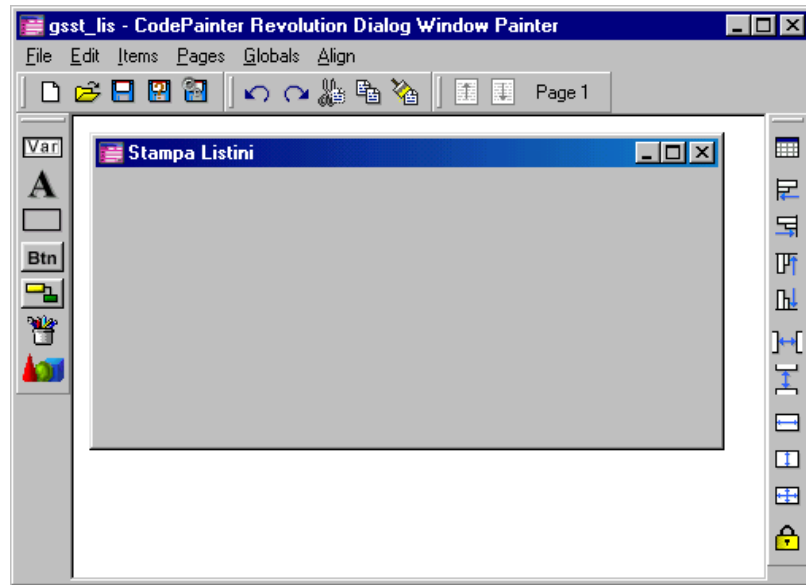 gsst_lis - CodePainter Revolution Dialog Window Painter
File Edit Items Pages Globals Align
Page 1
Var
Stampa Listini
A
Btn